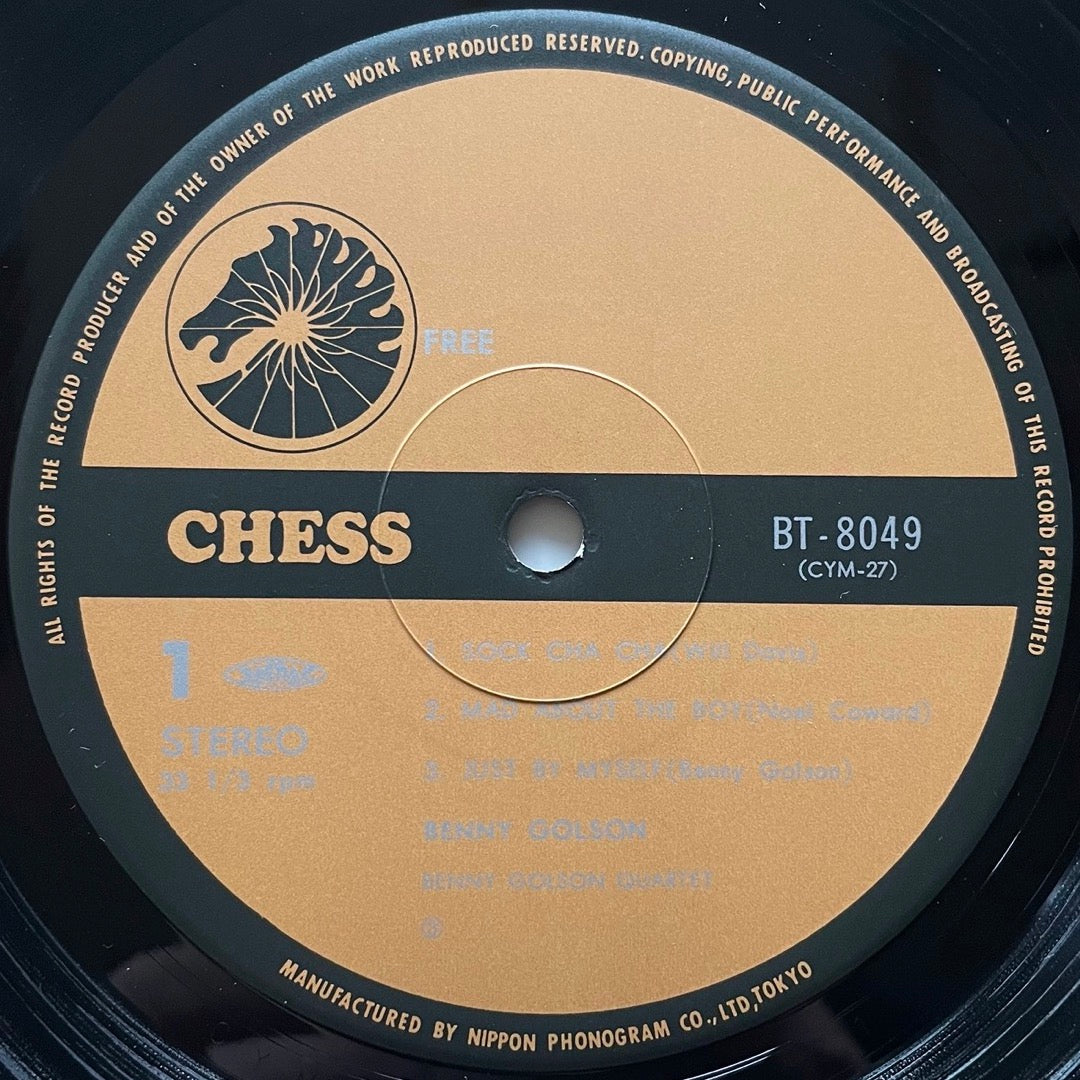 ALL RIGHTS OF THE RECORD PRODUCER AND OF THE OWNER OF THE WORK REPRODUCED RESERVED. COPYING, PUBLIC PERFORMANCE AND BROADCASTING OF THIS RECORD PROHIBITED
FREE
CHESS
BT-8049
(CYM-27)
1
STEREO
33 1/3 rpm
1. SOCK CHA CHA(Will Davis)
2. MAD ABOUT THE BOY(Noel Coward)
3. JUST BY MYSELF(Benny Golson)
BENNY GOLSON
BENNY GOLSON QUARTET
MANUFACTURED BY NIPPON PHONOGRAM CO., LTD, TOKYO